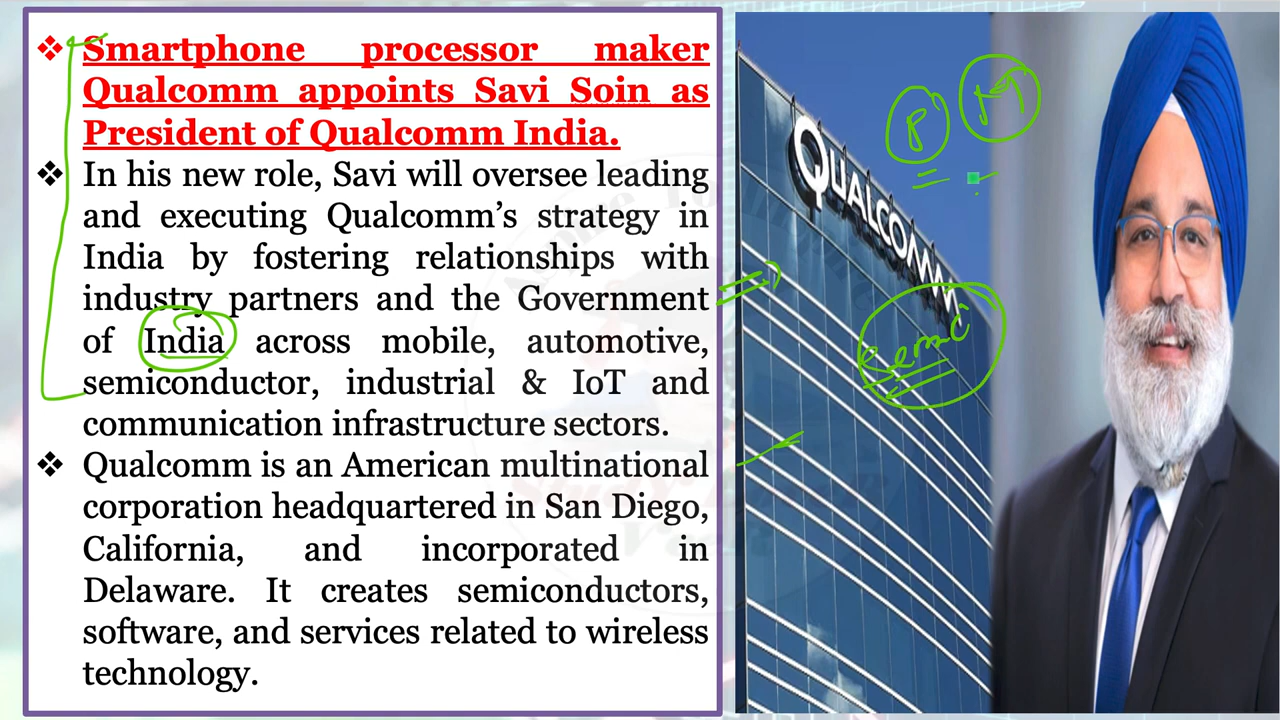 ❖ Smartphone processor maker
Qualcomm appoints Savi Soin as
President of Qualcomm India.
❖ In his new role, Savi will oversee leading
and executing Qualcomm’s strategy in
India by fostering relationships with
industry partners and the Government
of India across mobile, automotive,
semiconductor, industrial & IoT and
communication infrastructure sectors.
❖ Qualcomm is an American multinational
corporation headquartered in San Diego,
California, and incorporated in
Delaware. It creates semiconductors,
software, and services related to wireless
technology.
QUALCOMM
P
M
Semic